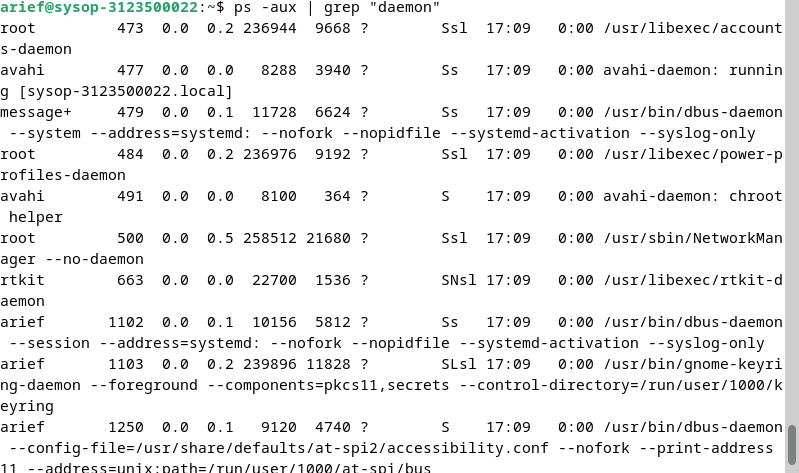 arief@sysop-3123500022:~$ ps -aux | grep "daemon"
root         473  0.0  0.2 236944  9668 ?        Ssl  17:09   0:00 /usr/libexec/account
s-daemon
avahi        477  0.0  0.0   8288  3940 ?        Ss   17:09   0:00 avahi-daemon: runnin
g [sysop-3123500022.local]
message+     479  0.0  0.1  11728  6624 ?        Ss   17:09   0:00 /usr/bin/dbus-daemon
 --system --address=systemd: --nofork --nopidfile --systemd-activation --syslog-only
root         484  0.0  0.2 236976  9192 ?        Ssl  17:09   0:00 /usr/libexec/power-p
rofiles-daemon
avahi        491  0.0  0.0   8100   364 ?        S    17:09   0:00 avahi-daemon: chroot
 helper
root         500  0.0  0.5 258512 21680 ?        Ssl  17:09   0:00 /usr/sbin/NetworkMan
ager --no-daemon
rtkit        663  0.0  0.0  22700  1536 ?        SNsl 17:09   0:00 /usr/libexec/rtkit-d
aemon
arief       1102  0.0  0.1  10156  5812 ?        Ss   17:09   0:00 /usr/bin/dbus-daemon
 --session --address=systemd: --nofork --nopidfile --systemd-activation --syslog-only
arief       1103  0.0  0.2 239896 11828 ?        SLsl 17:09   0:00 /usr/bin/gnome-keyri
ng-daemon --foreground --components=pkcs11,secrets --control-directory=/run/user/1000/k
eyring
arief       1250  0.0  0.1   9120  4740 ?        S    17:09   0:00 /usr/bin/dbus-daemon
 --config-file=/usr/share/defaults/at-spi2/accessibility.conf --nofork --print-address
11 --address=unix:path=/run/user/1000/at-spi/bus